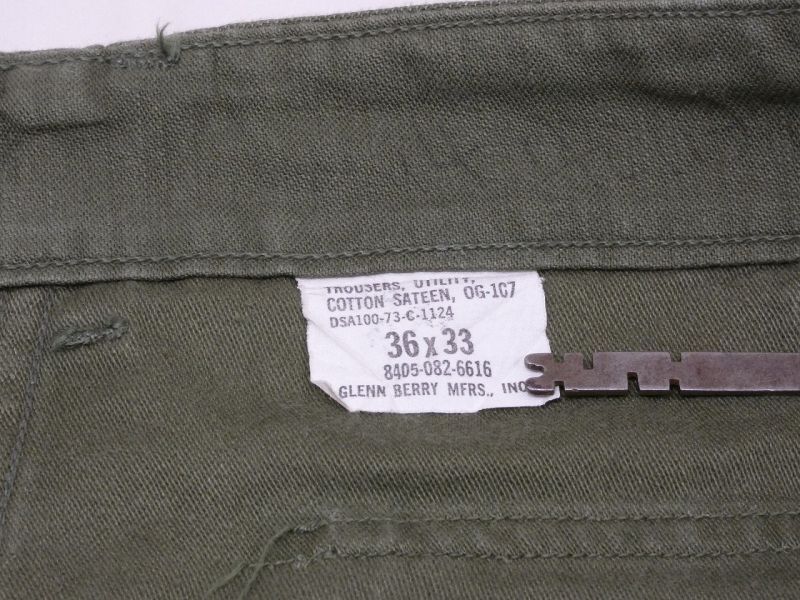 TROUSERS, UTILITY,
COTTON SATEEN, OG-107
DSA100-73-C-1124
36 x 33
8405-082-6616
GLENN BERRY MFRS., INC